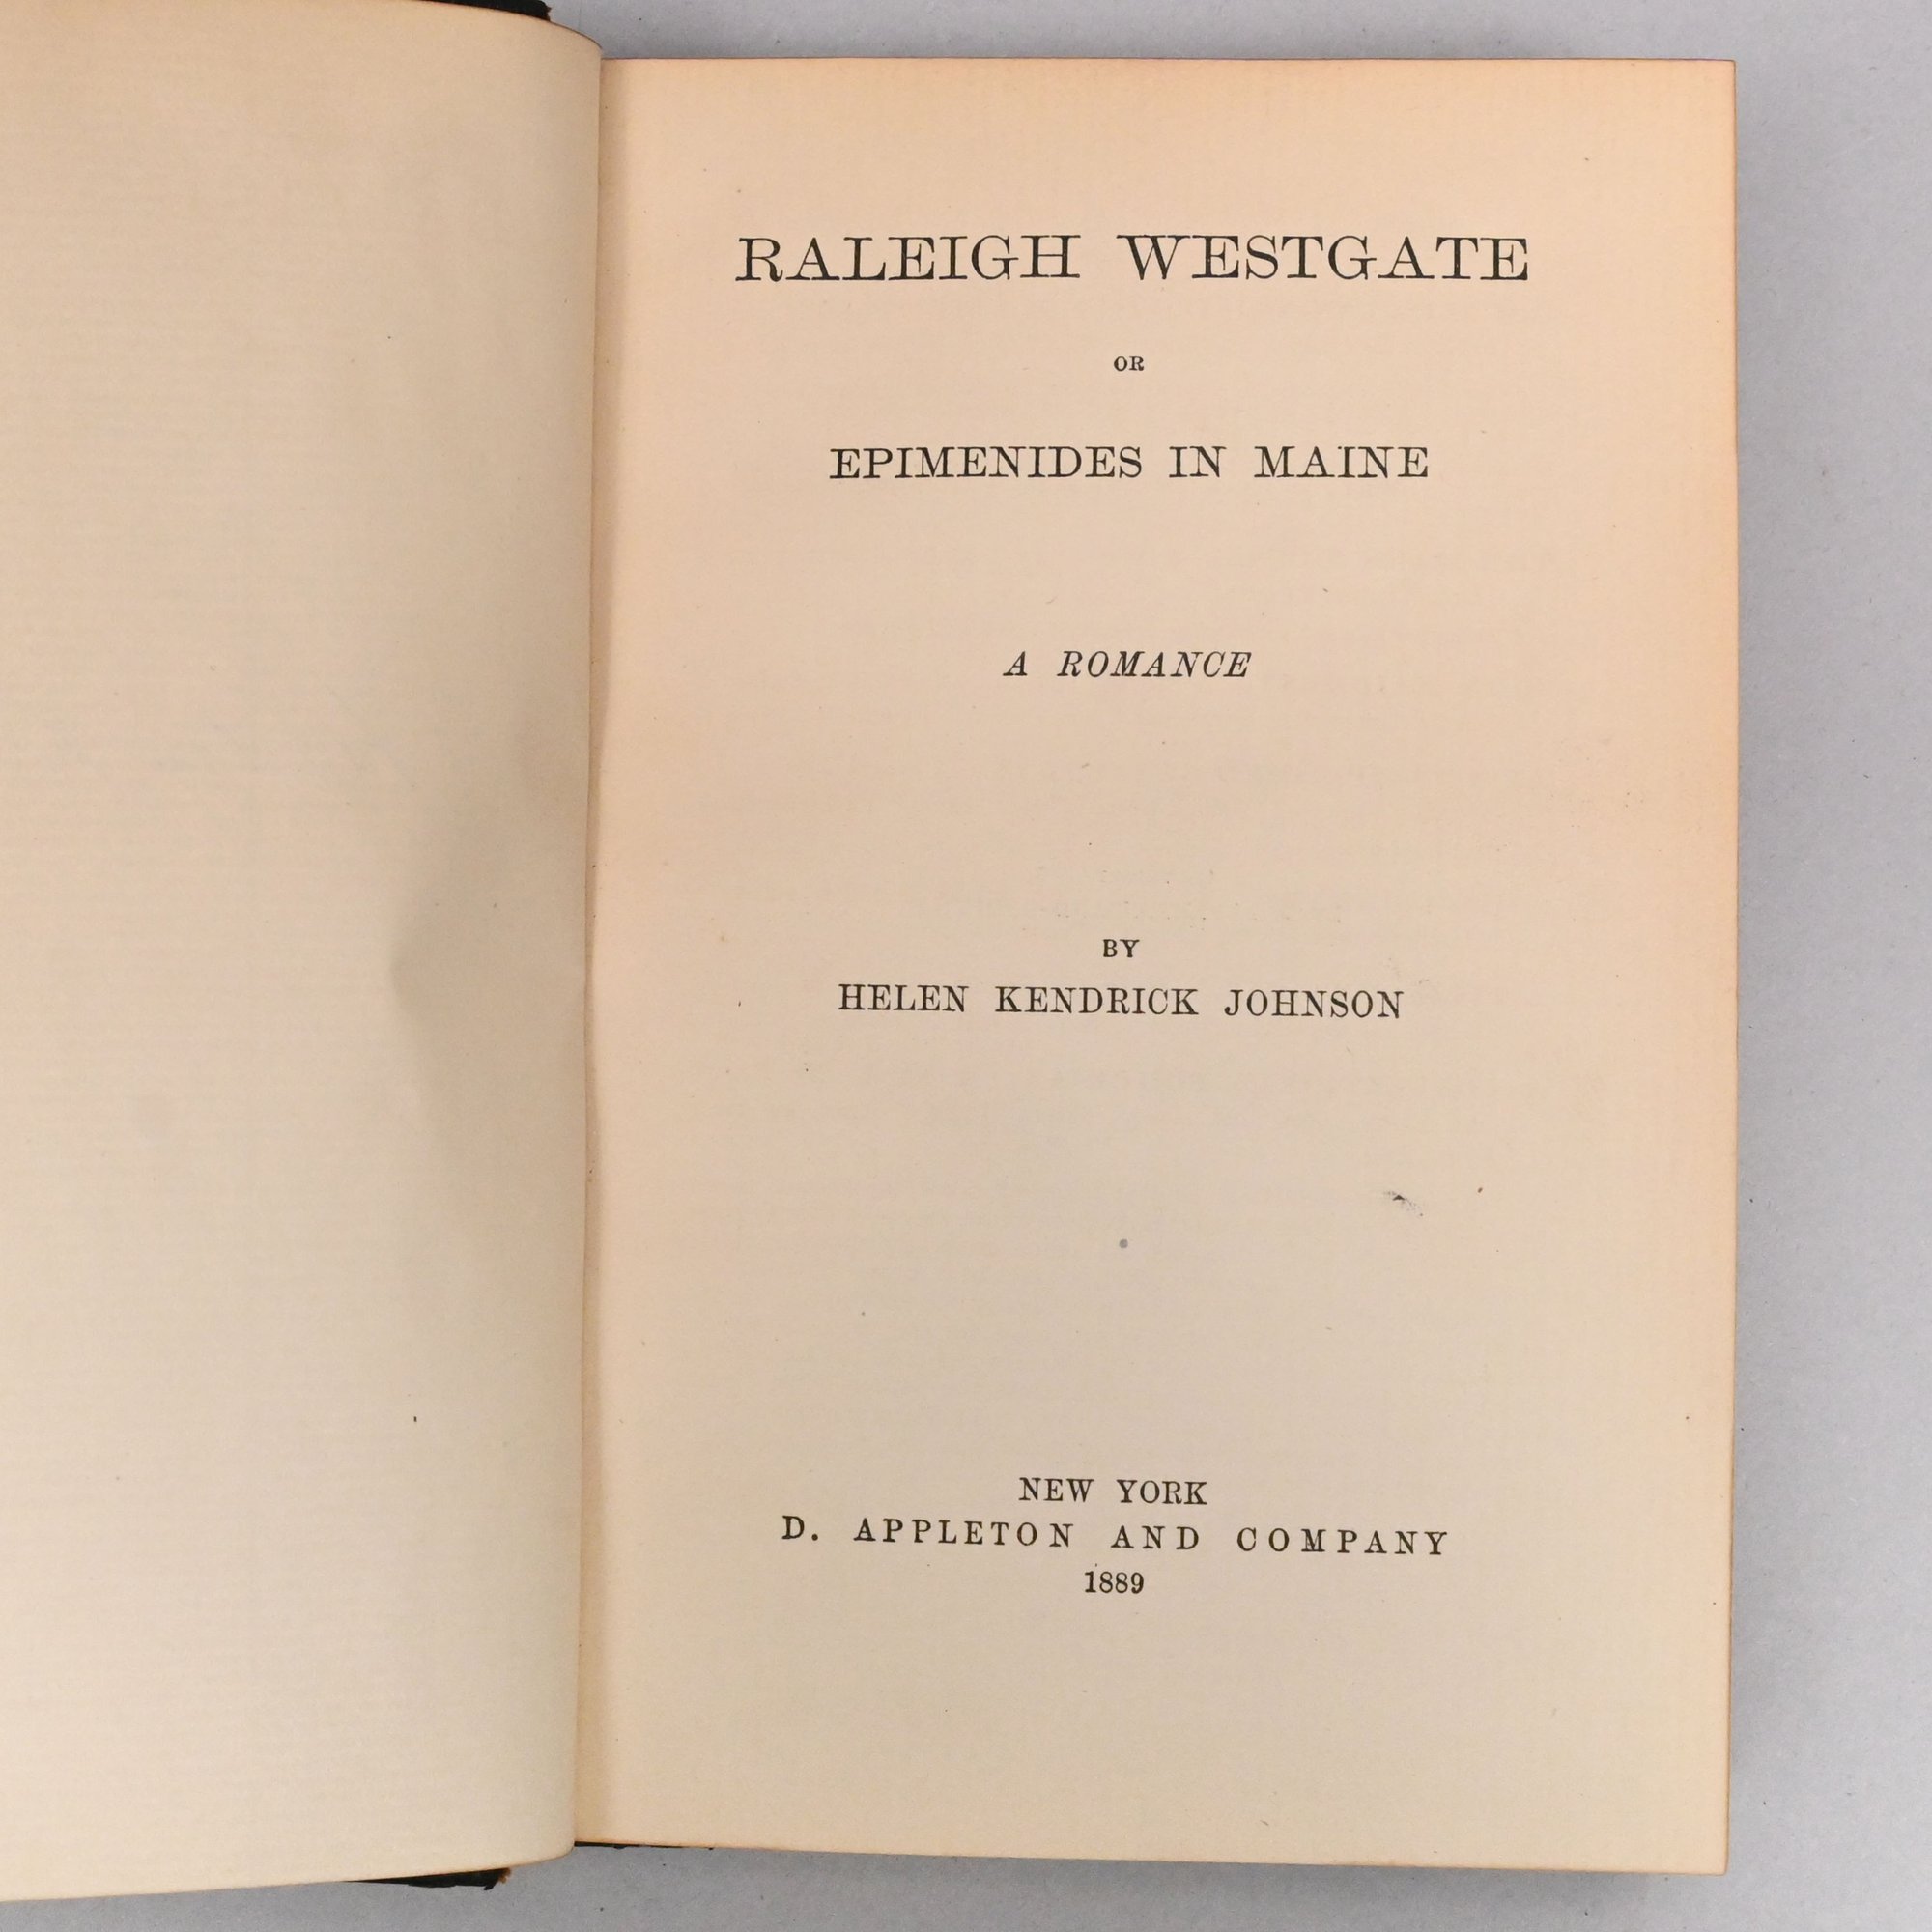 RALEIGH WESTGATE
OR
EPIMENIDES IN MAINE
A ROMANCE
BY
HELEN KENDRICK JOHNSON
NEW YORK
D. APPLETON AND COMPANY
1889